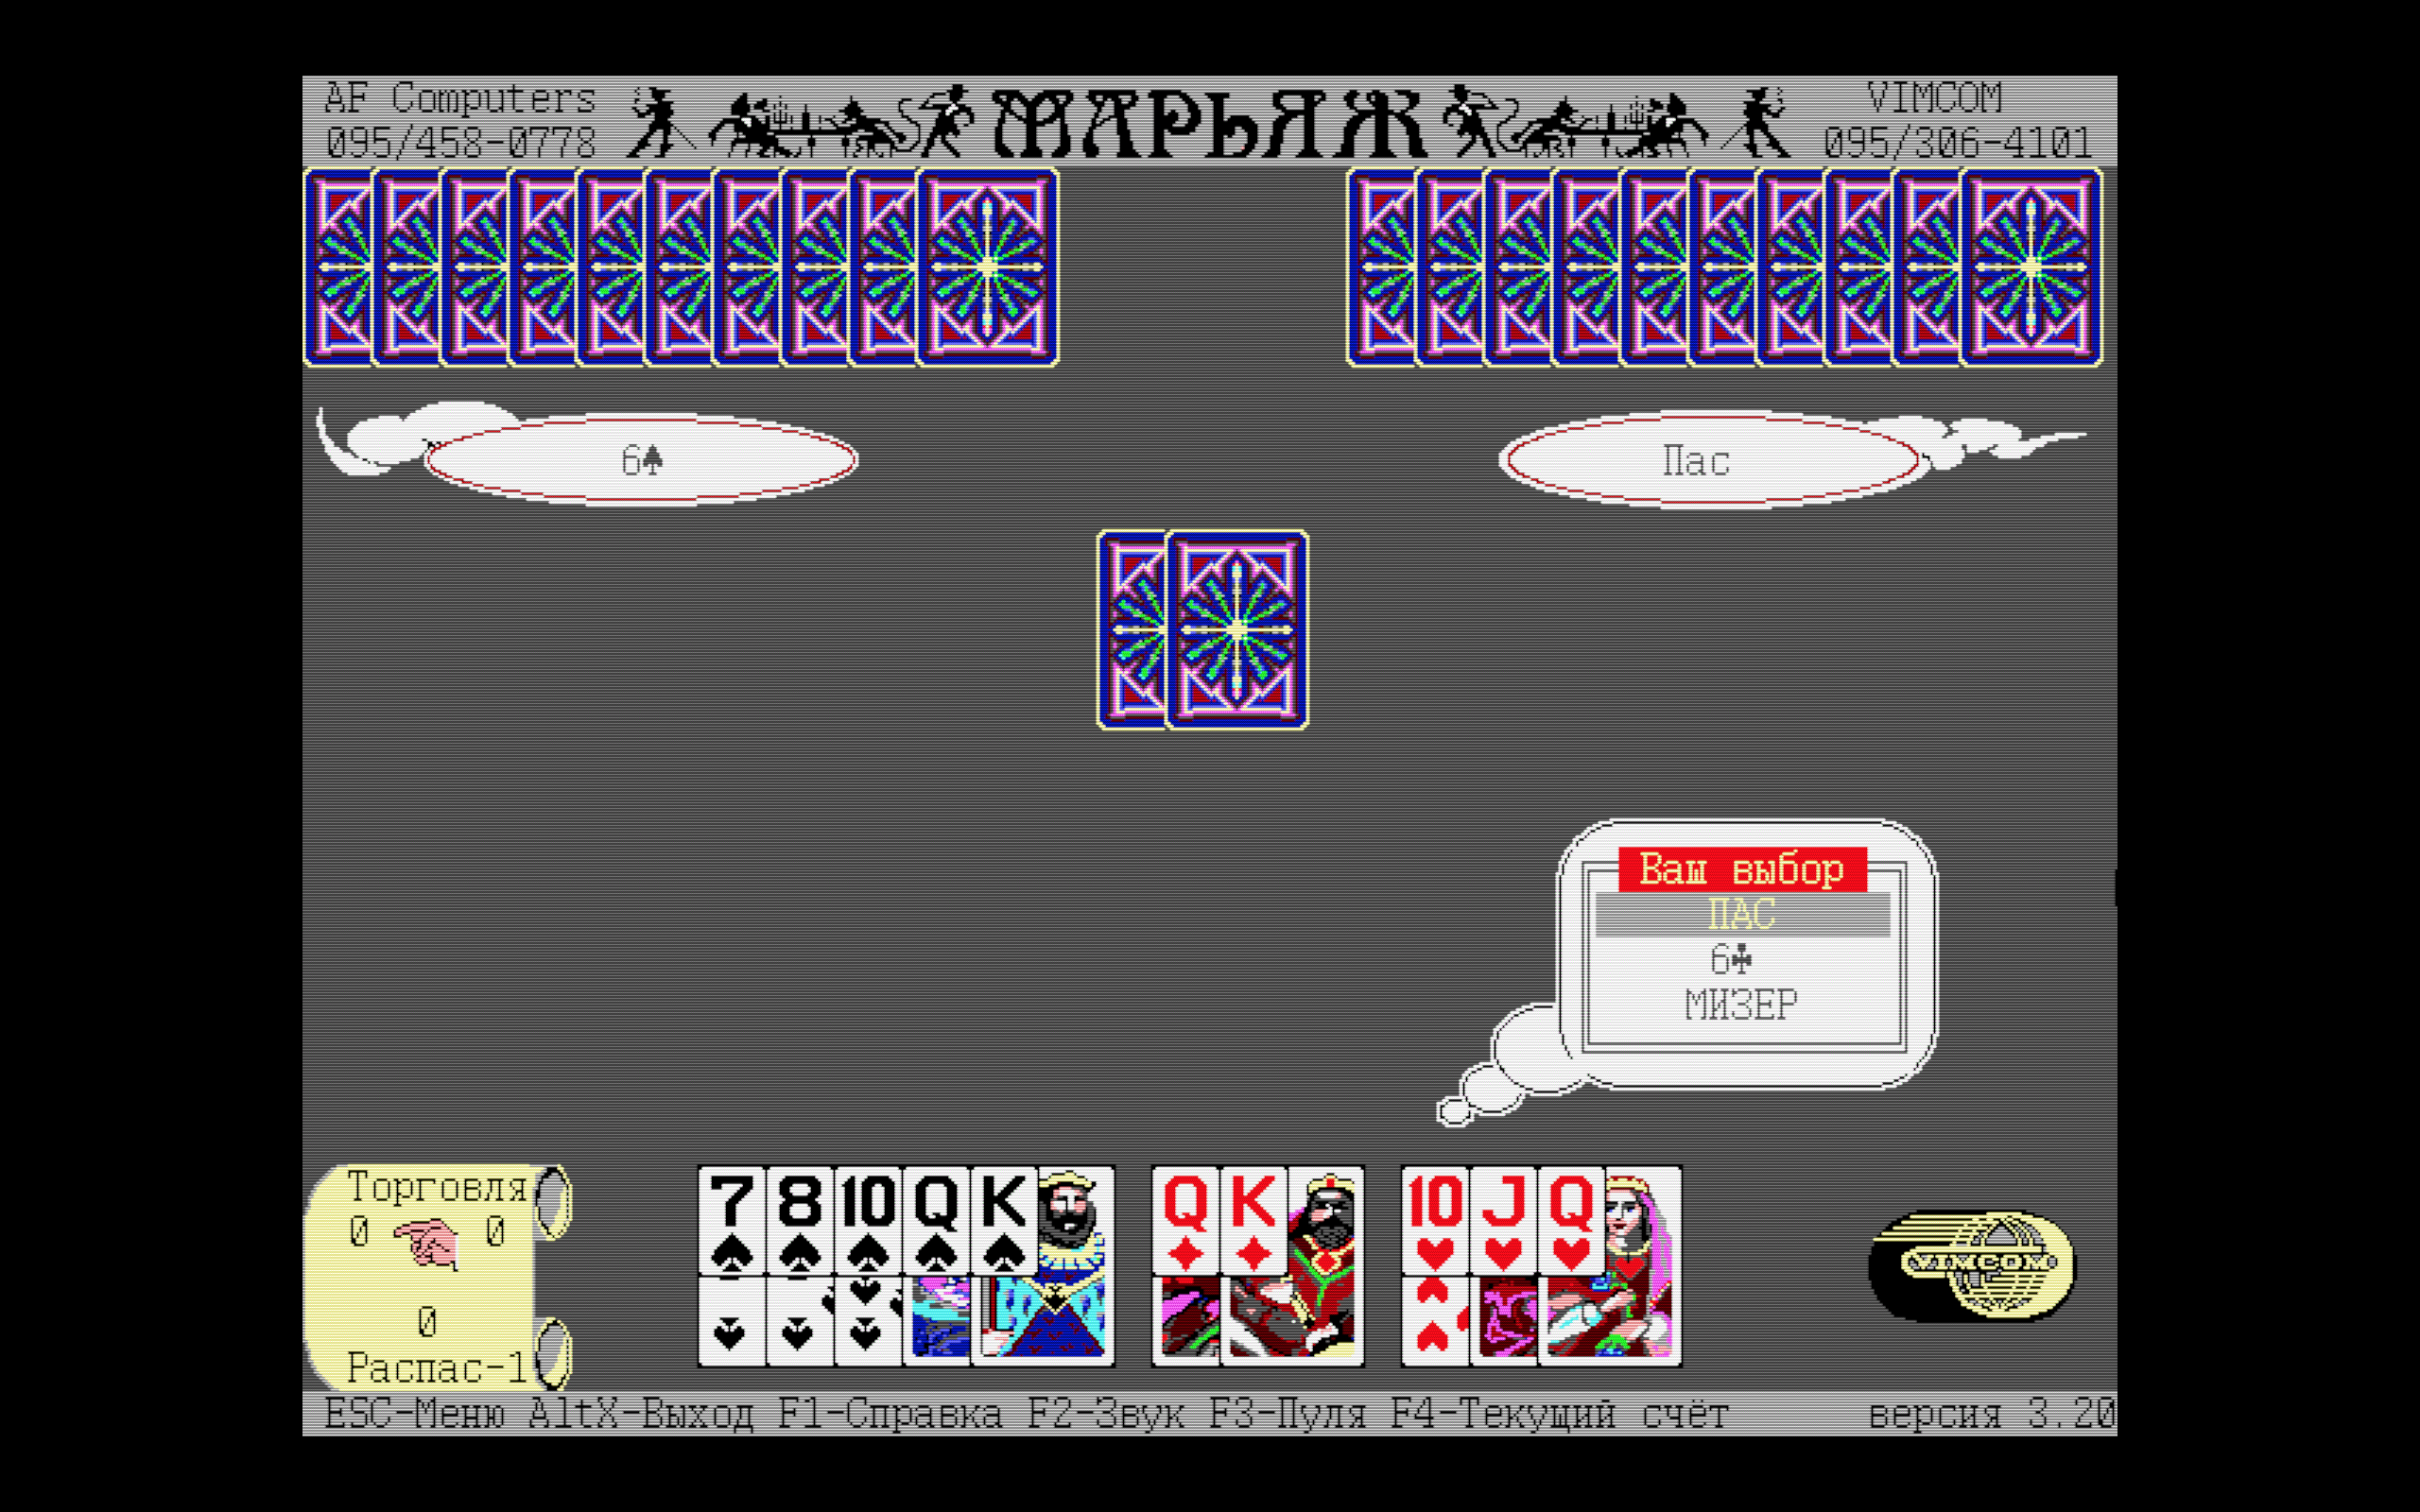 AF Computers
095/458-0778
МАРЬЯЖ
VIMCOM
095/306-4101
6♠
Пас
Ваш выбор
ПАС
6♣
МИЗЕР
Торговля
0 0
0
Распас-1
7 8 10 Q K Q K 10 J Q
VIMCOM
ESC-Меню AltX-Выход F1-Справка F2-Звук F3-Пуля F4-Текущий счёт версия 3.20